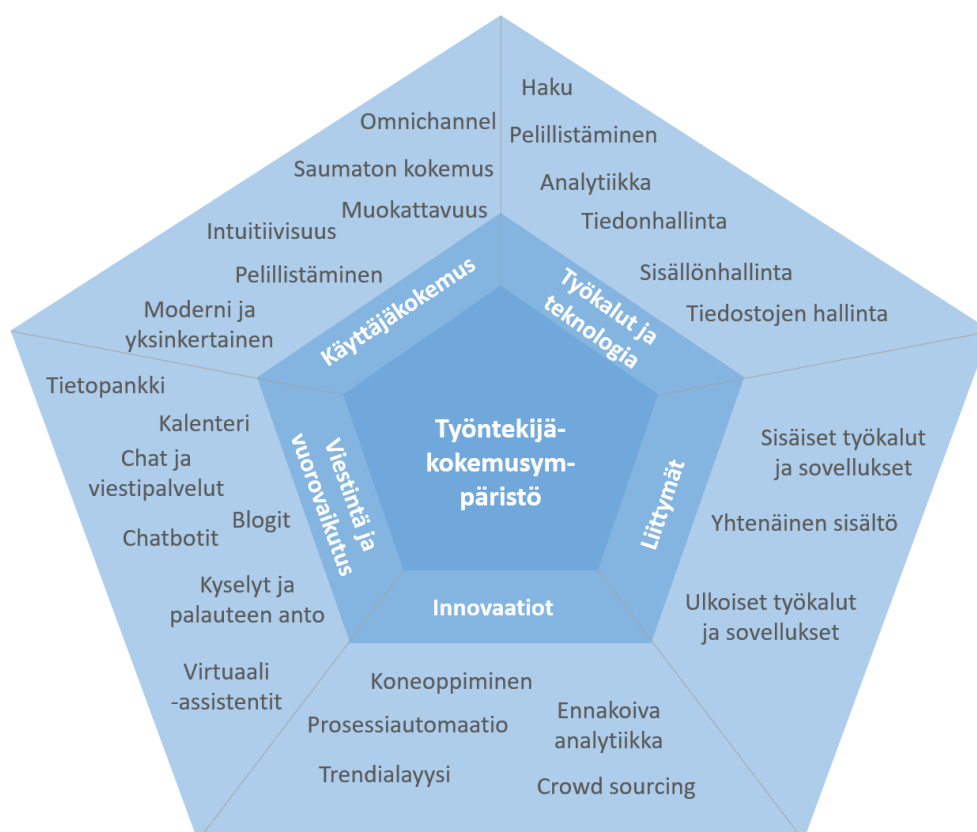 Haku
Omnichannel
Pelillistäminen
Saumaton kokemus
Analytiikka
Muokattavuus
Tiedonhallinta
Intuitiivisuus
Sisällönhallinta
Pelillistäminen
Tiedostojen hallinta
Moderni ja
yksinkertainen
Käyttäjäkokemus
Työkalut ja
teknologia
Tietopankki
Kalenteri
Chat ja
viestipalvelut
Blogit
Chatbotit
Kyselyt ja
palauteen anto
Virtuaali
-assistentit
Viestintä ja
vuorovaikutus
Työntekijä-
kokemusym-
päristö
Liittymät
Sisäiset työkalut
ja sovellukset
Yhtenäinen sisältö
Ulkoiset työkalut
ja sovellukset
Innovaatiot
Koneoppiminen
Prosessiautomaatio
Ennakoiva
analytiikka
Trendialayysi
Crowd sourcing